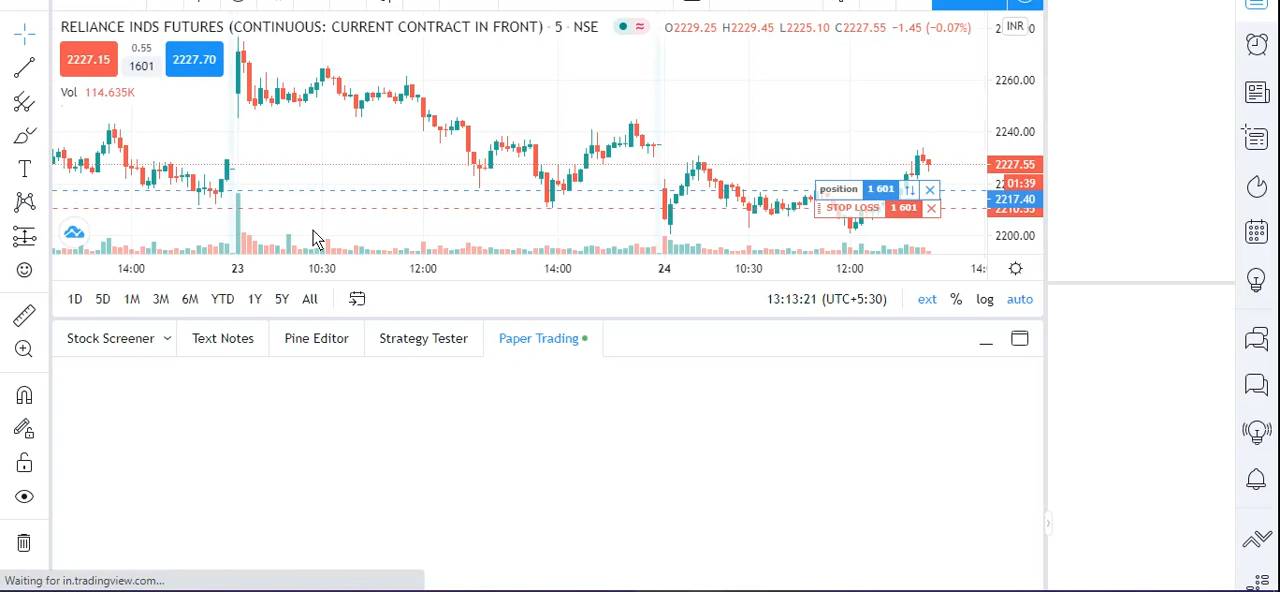 RELIANCE INDS FUTURES (CONTINUOUS: CURRENT CONTRACT IN FRONT) · 5 · NSE
O2229.25 H2229.45 L2225.10 C2227.55 −1.45 (−0.07%)
INR
2227.15
0.55
1601
2227.70
Vol 114.635K
2260.00
2240.00
2227.55
01:39
2217.40
2200.00
position 1 601
STOP LOSS 1 601
14:00 23 10:30 12:00 14:00 24 10:30 12:00
1D 5D 1M 3M 6M YTD 1Y 5Y All
13:13:21 (UTC+5:30) ext % log auto
Stock Screener Text Notes Pine Editor Strategy Tester Paper Trading
Waiting for in.tradingview.com...